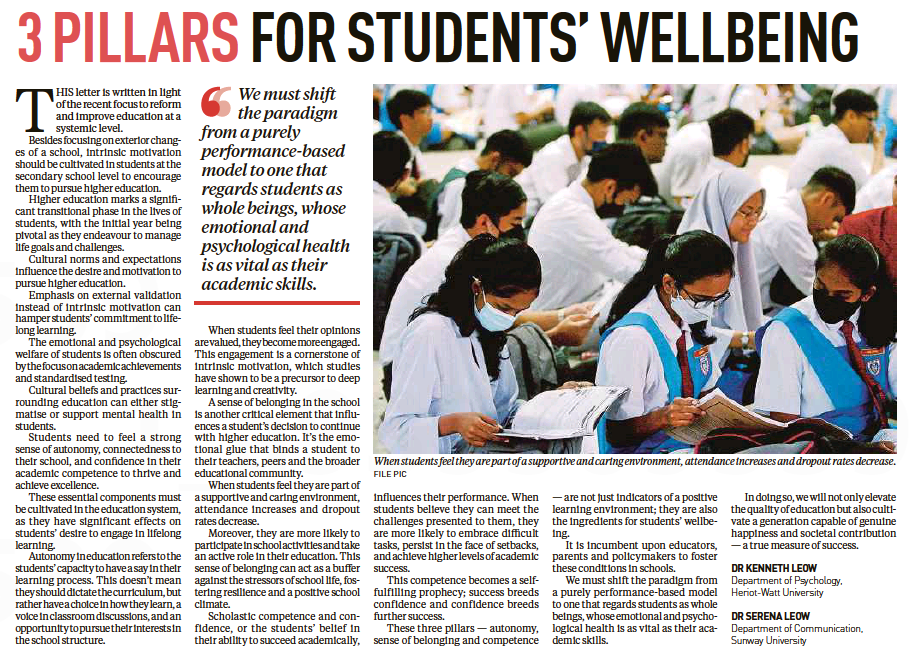 3 PILLARS FOR STUDENTS’ WELLBEING
THIS letter is written in light
of the recent focus to reform
and improve education at a
systemic level.
Besides focusing on exterior chang-
es of a school, intrinsic motivation
should be cultivated in students at the
secondary school level to encourage
them to pursue higher education.
Higher education marks a signifi-
cant transitional phase in the lives of
students, with the initial year being
pivotal as they endeavour to manage
life goals and challenges.
Cultural norms and expectations
influence the desire and motivation to
pursue higher education.
Emphasis on external validation
instead of intrinsic motivation can
hamper students’ commitment to life-
long learning.
The emotional and psychological
welfare of students is often obscured
by the focus on academic achievements
and standardised testing.
Cultural beliefs and practices sur-
rounding education can either stig-
matise or support mental health in
students.
Students need to feel a strong
sense of autonomy, connectedness to
their school, and confidence in their
academic competence to thrive and
achieve excellence.
These essential components must
be cultivated in the education system,
as they have significant effects on
students’ desire to engage in lifelong
learning.
Autonomy in education refers to the
students’ capacity to have a say in their
learning process. This doesn’t mean
they should dictate the curriculum, but
rather have a choice in how they learn, a
voice in classroom discussions, and an
opportunity to pursue their interests in
the school structure.
“We must shift
the paradigm
from a purely
performance-based
model to one that
regards students as
whole beings, whose
emotional and
psychological health
is as vital as their
academic skills.
When students feel their opinions
are valued, they become more engaged.
This engagement is a cornerstone of
intrinsic motivation, which studies
have shown to be a precursor to deep
learning and creativity.
A sense of belonging in the school
is another critical element that influ-
ences a student’s decision to continue
with higher education. It’s the emo-
tional glue that binds a student to
their teachers, peers and the broader
educational community.
When students feel they are part of
a supportive and caring environment,
attendance increases and dropout
rates decrease.
Moreover, they are more likely to
participate in school activities and take
an active role in their education. This
sense of belonging can act as a buffer
against the stressors of school life, fos-
tering resilience and a positive school
climate.
Scholastic competence and con-
fidence, or the students’ belief in
their ability to succeed academically,
When students feel they are part of a supportive and caring environment, attendance increases and dropout rates decrease.
FILE PIC
influences their performance. When
students believe they can meet the
challenges presented to them, they
are more likely to embrace difficult
tasks, persist in the face of setbacks,
and achieve higher levels of academic
success.
This competence becomes a self-
fulfilling prophecy; success breeds
confidence and confidence breeds
further success.
These three pillars — autonomy,
sense of belonging and competence
— are not just indicators of a positive
learning environment; they are also
the ingredients for students’ wellbe-
ing.
It is incumbent upon educators,
parents and policymakers to foster
these conditions in schools.
We must shift the paradigm from
a purely performance-based model
to one that regards students as whole
beings, whose emotional and psycho-
logical health is as vital as their aca-
demic skills.
In doing so, we will not only elevate
the quality of education but also culti-
vate a generation capable of genuine
happiness and societal contribution
— a true measure of success.
DR KENNETH LEOW
Department of Psychology,
Heriot-Watt University
DR SERENA LEOW
Department of Communication,
Sunway University